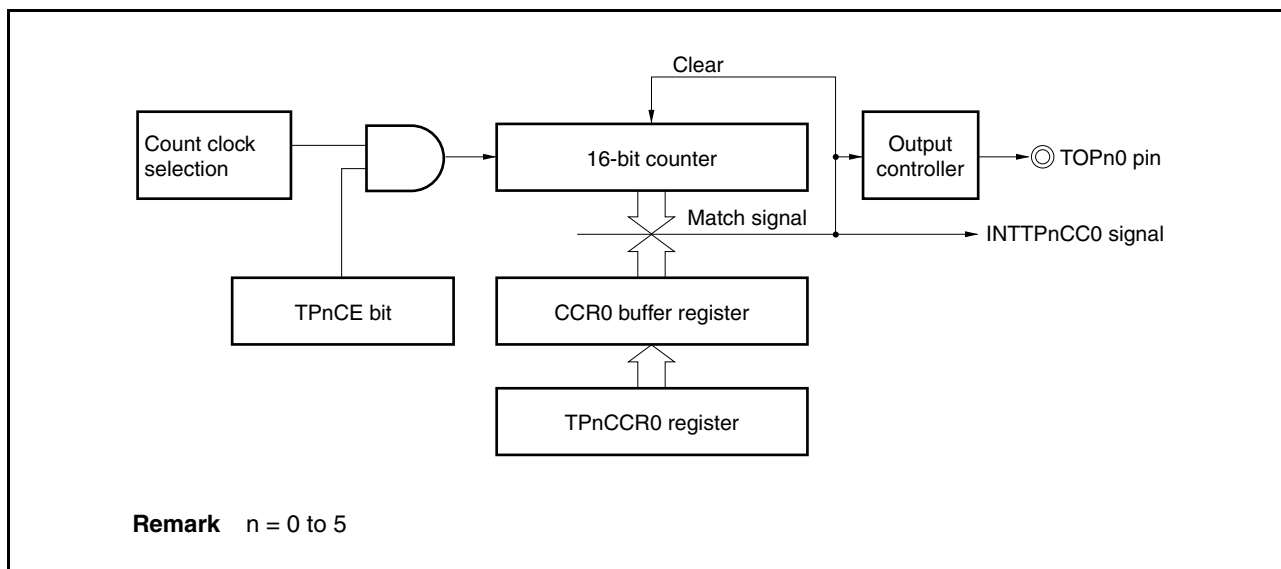 Clear
Count clock
selection
16-bit counter
Output
controller
TOPn0 pin
Match signal
INTTPnCC0 signal
TPnCE bit
CCR0 buffer register
TPnCCR0 register
Remark n = 0 to 5